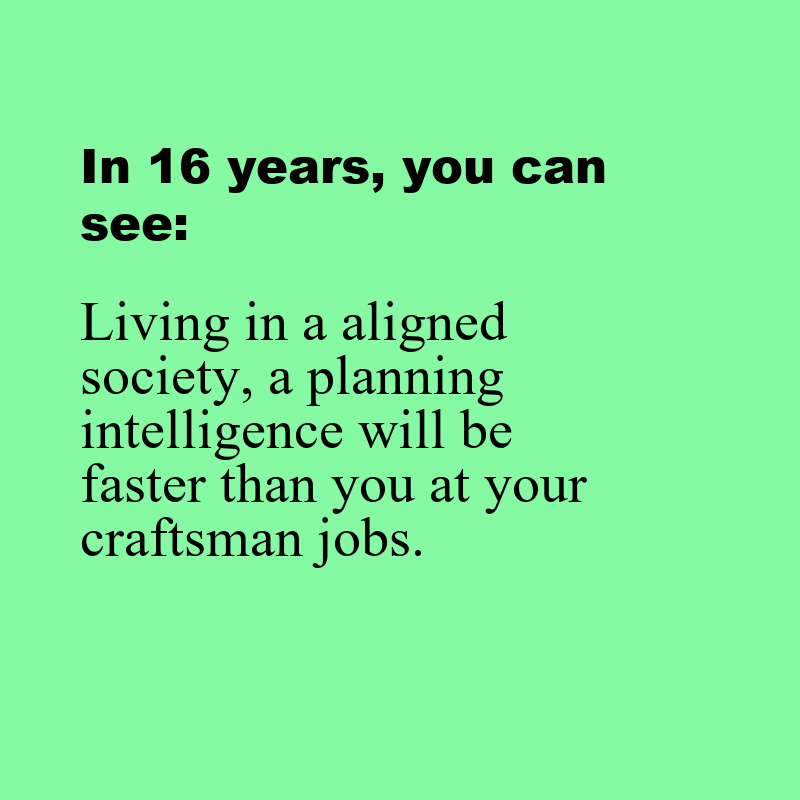 In 16 years, you can
see:
Living in a aligned
society, a planning
intelligence will be
faster than you at your
craftsman jobs.